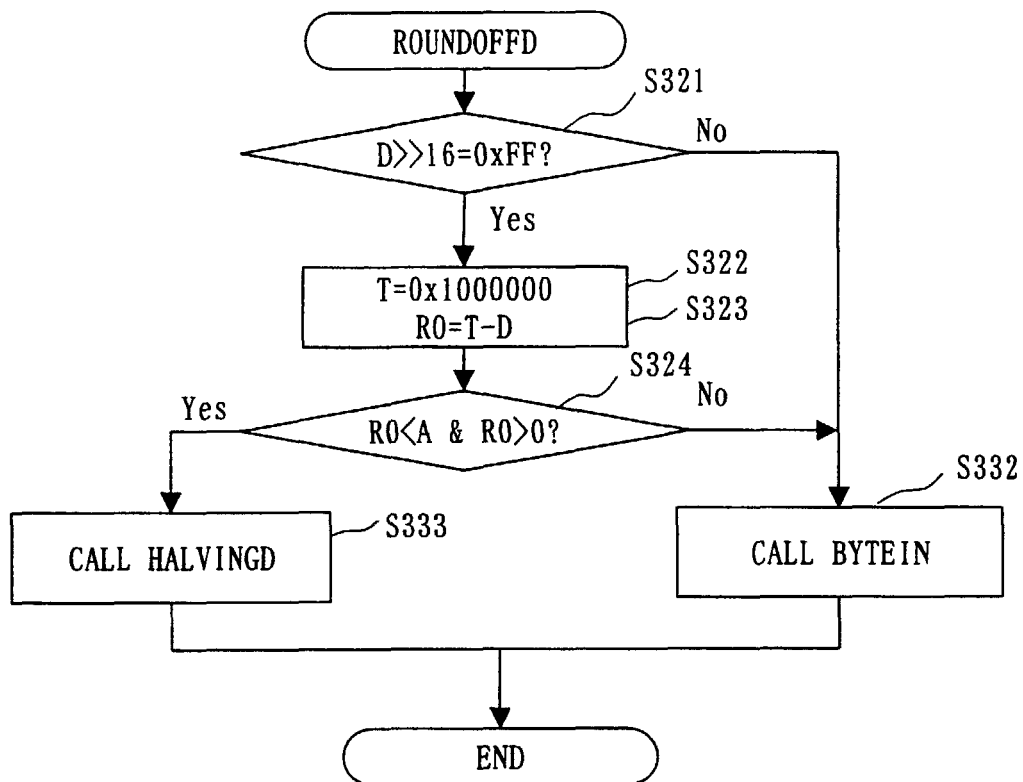 ROUNDOFFD
S321
D>>16=0xFF?
No
Yes
S322
T=0x1000000
S323
R0=T-D
S324
Yes
No
R0<A & R0>0?
S332
S333
CALL HALVINGD
CALL BYTEIN
END